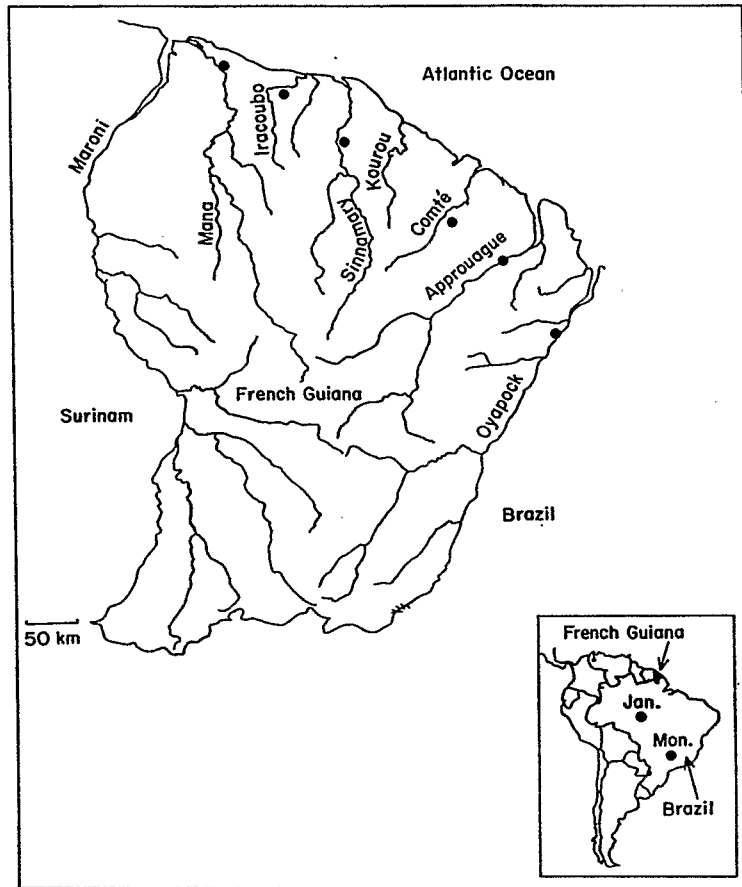 Atlantic Ocean
Maroni
Iracoubo
Kourou
Mana
Sinnamary
Comté
Approuague
French Guiana
Surinam
Oyapock
Brazil
50 km
French Guiana
Jan.
Mon.
Brazil